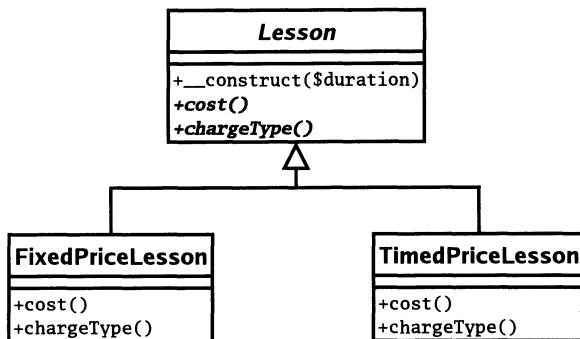 Lesson
+__construct($duration)
+cost()
+chargeType()
FixedPriceLesson
+cost()
+chargeType()
TimedPriceLesson
+cost()
+chargeType()